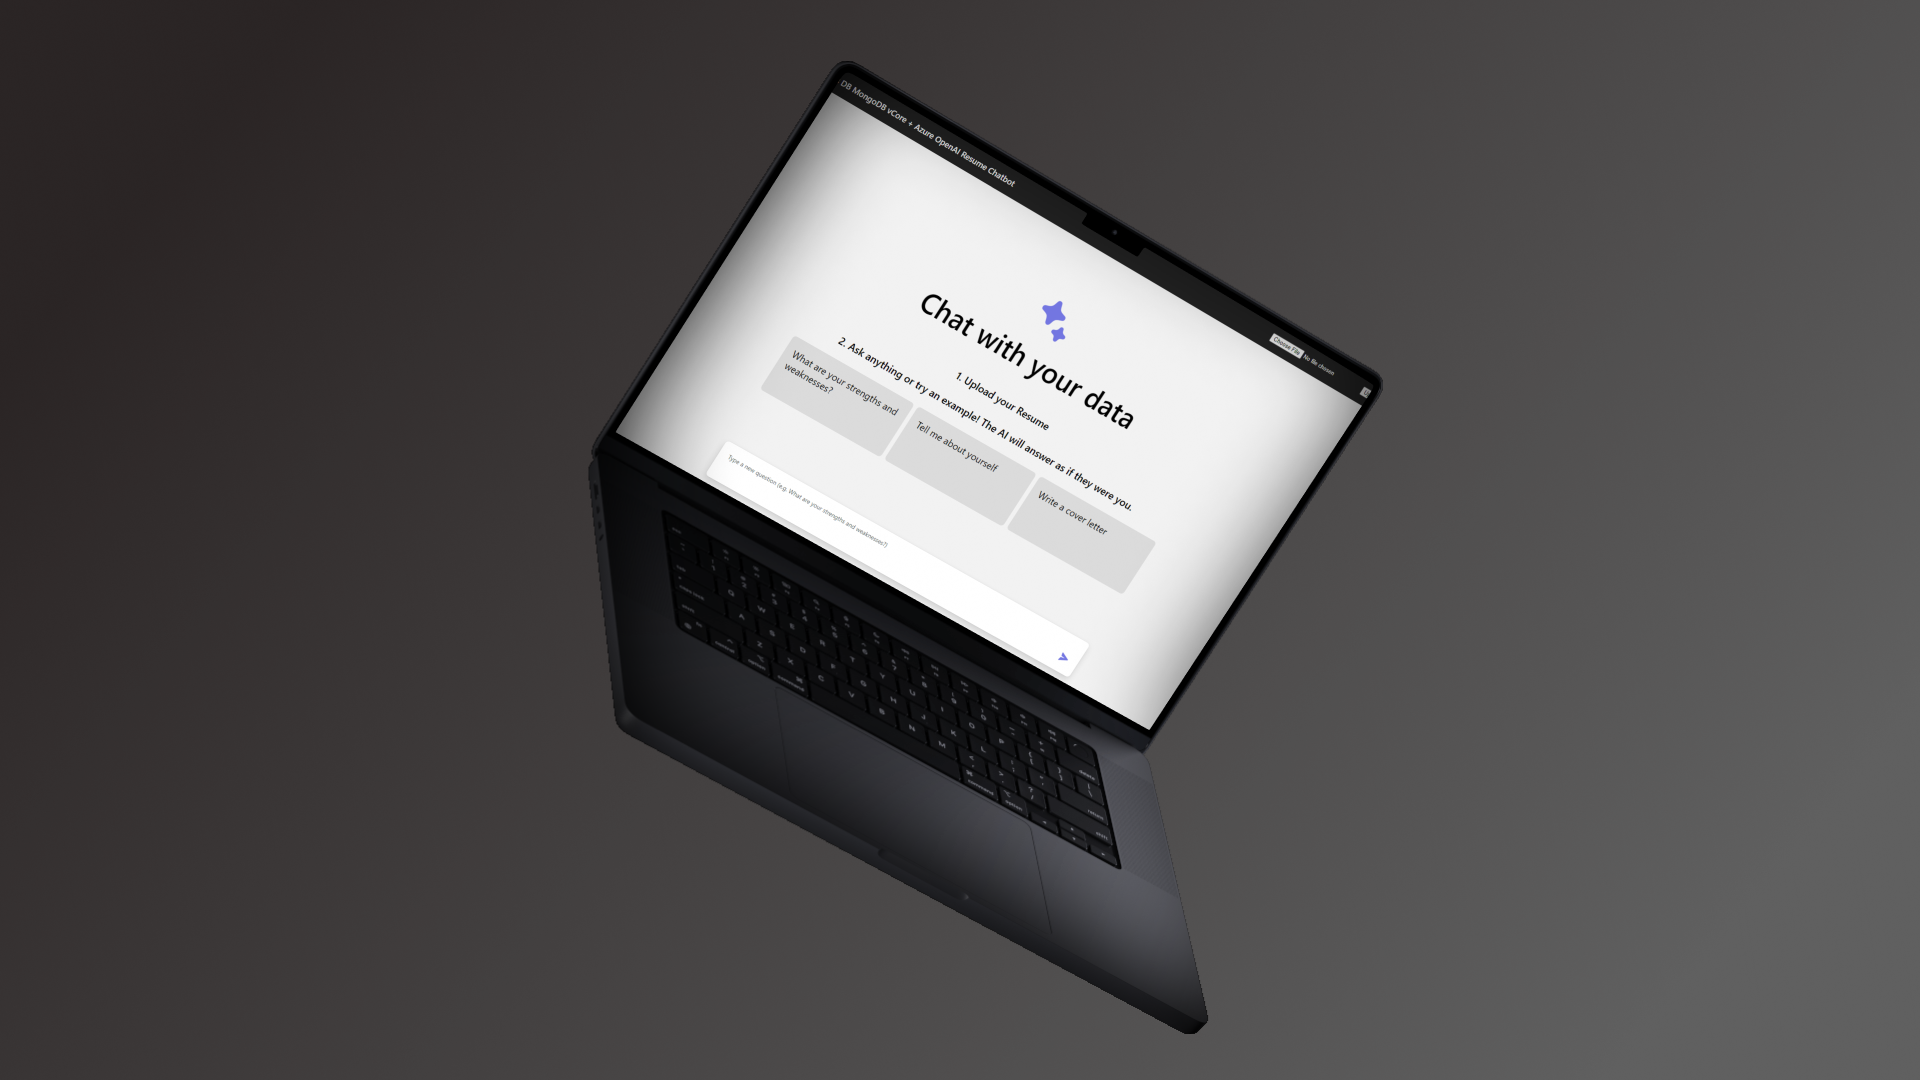 DB MongoDB vCore + Azure OpenAI Resume Chatbot
Choose File No file chosen
Chat with your data
1. Upload your Resume
2. Ask anything or try an example! The AI will answer as if they were you.
What are your strengths and
weaknesses?
Tell me about yourself
Write a cover letter
Type a new question (e.g. What are your strengths and weaknesses?)